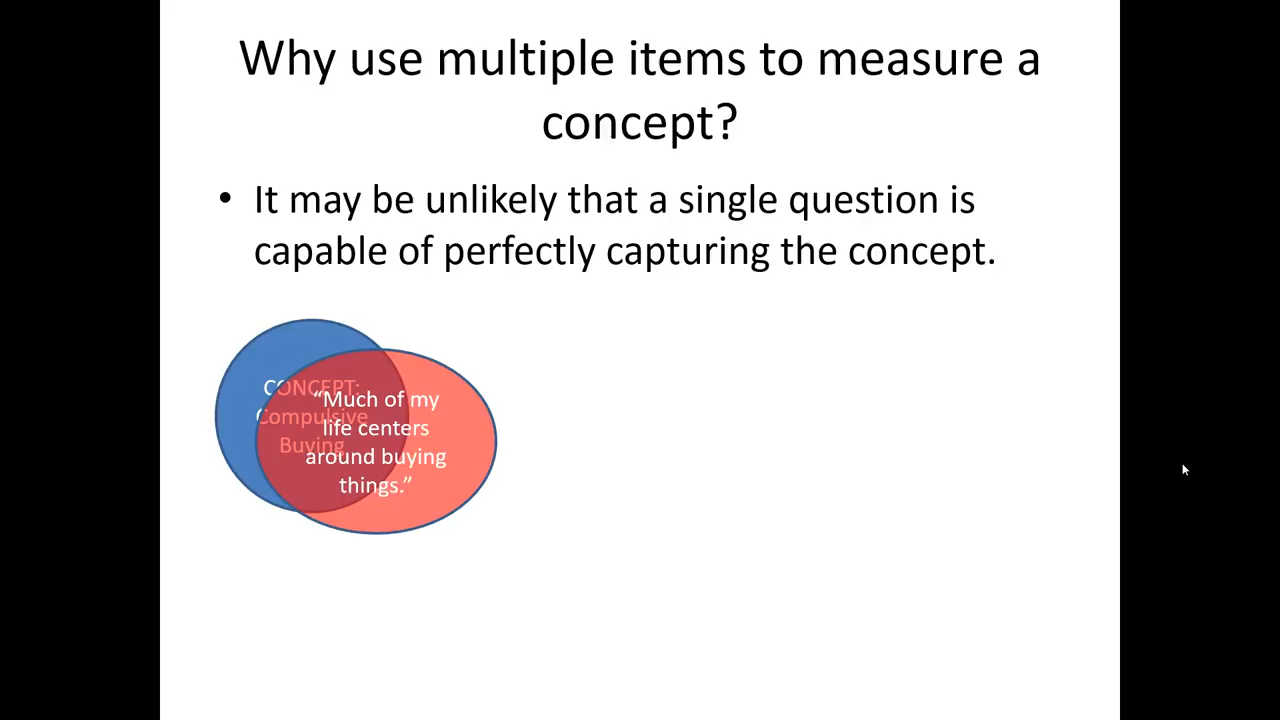 Why use multiple items to measure a
concept?
• It may be unlikely that a single question is
capable of perfectly capturing the concept.
CONCEPT:
Compulsive
Buying
“Much of my
life centers
around buying
things.”